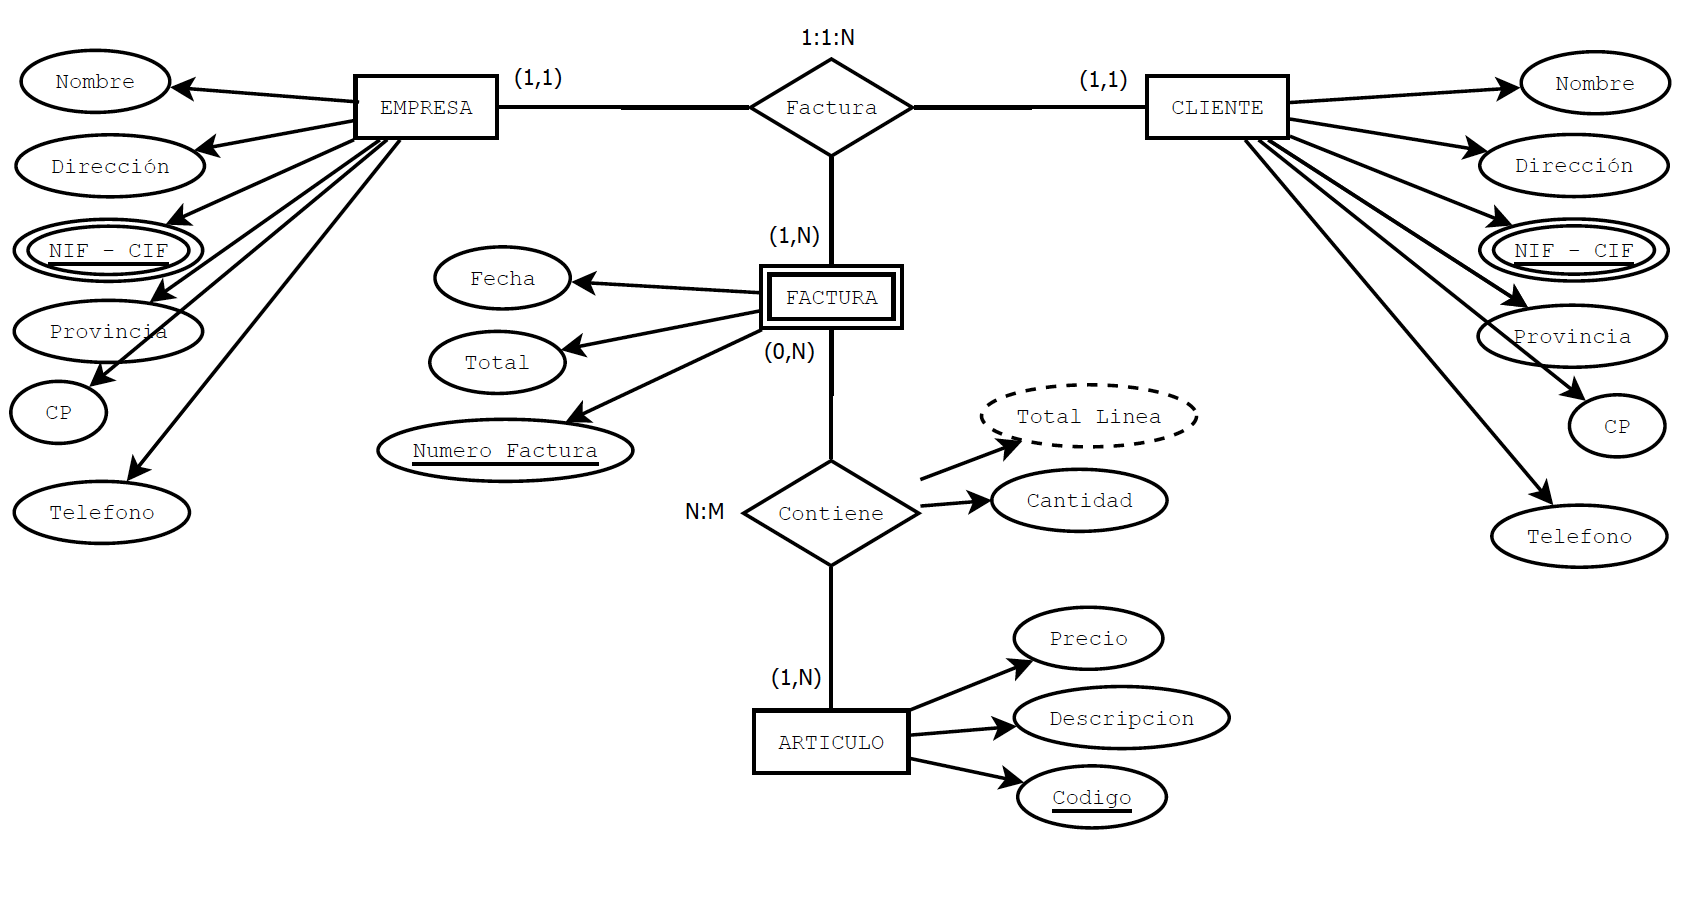 1:1:N
Nombre
EMPRESA
(1,1)
Factura
(1,1)
CLIENTE
Nombre
Dirección
Dirección
NIF - CIF
(1,N)
NIF - CIF
Fecha
FACTURA
Provincia
Provincia
Total
(0,N)
CP
Total Linea
CP
Numero Factura
Telefono
N:M
Contiene
Cantidad
Telefono
Precio
(1,N)
Descripcion
ARTICULO
Codigo